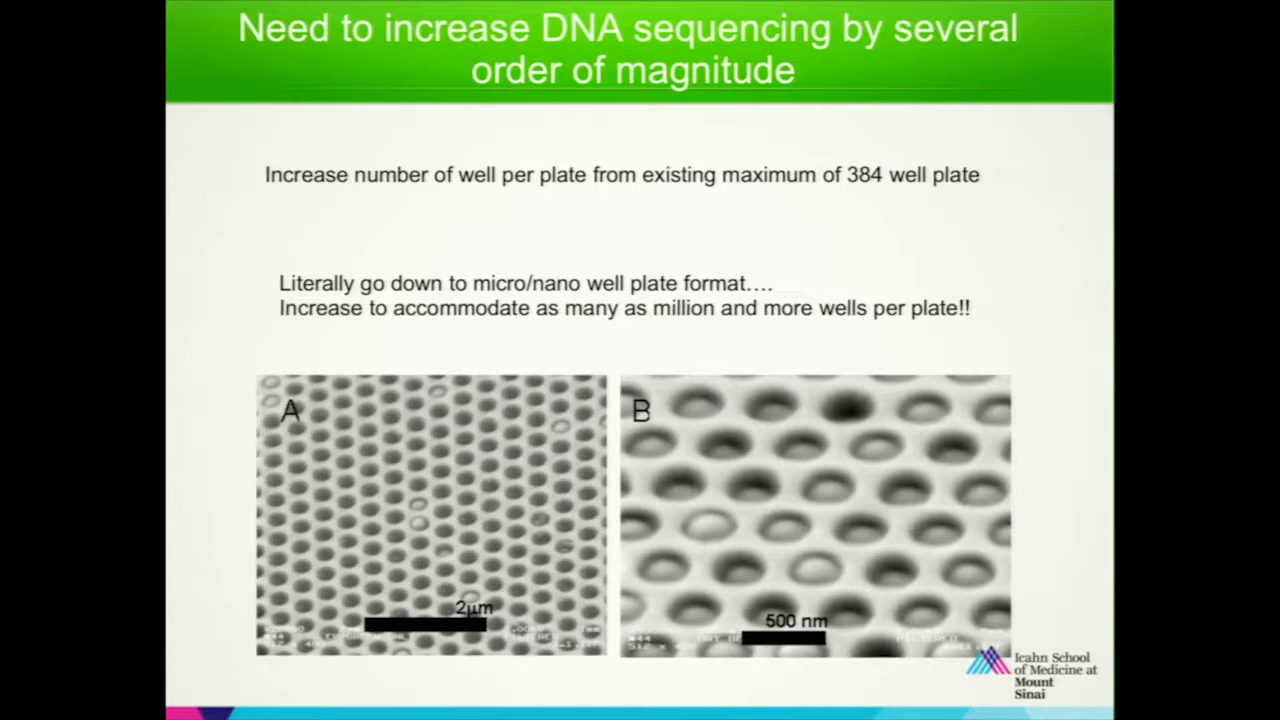 Need to increase DNA sequencing by several
order of magnitude
Increase number of well per plate from existing maximum of 384 well plate
Literally go down to micro/nano well plate format….
Increase to accommodate as many as million and more wells per plate!!
A
B
2μm
500 nm
Icahn School
of Medicine at
Mount
Sinai